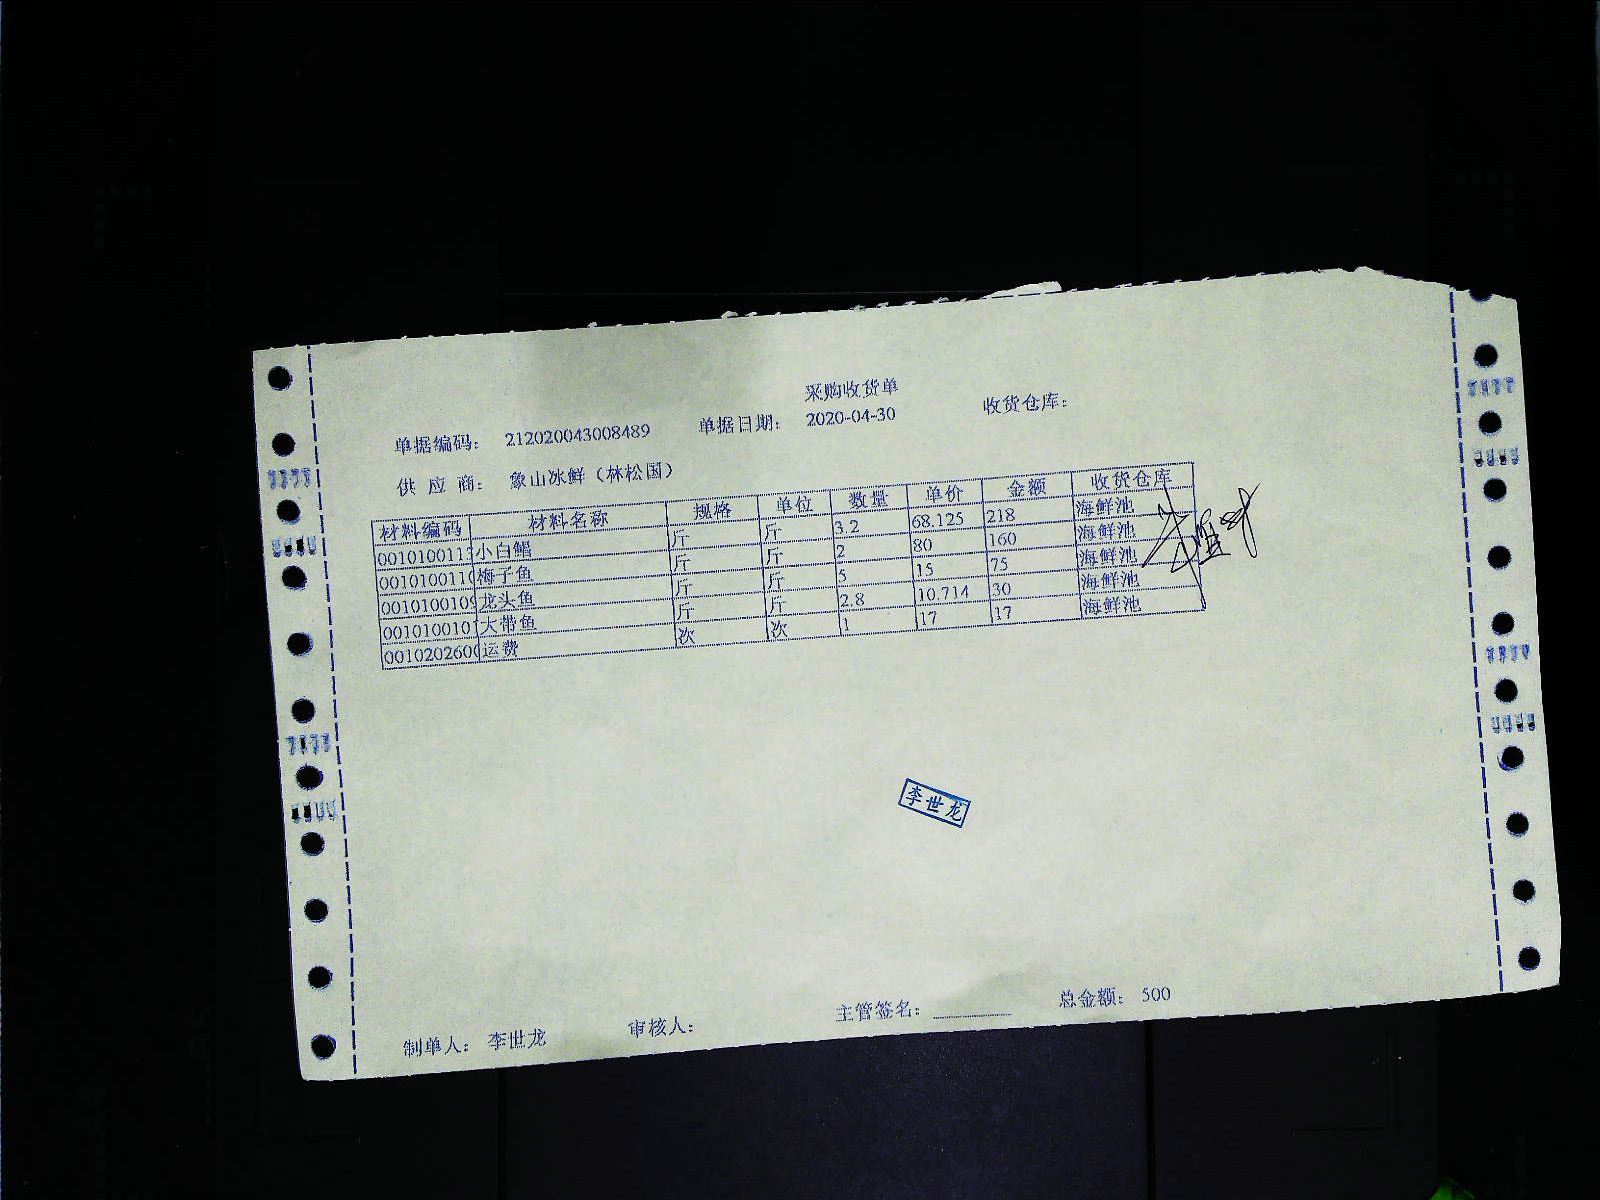 采购收货单
单据编码： 212020043008489 单据日期： 2020-04-30 收货仓库：
供 应 商： 象山冰鲜（林松国）
材料编码 材料名称 规格 单位 数量 单价 金额 收货仓库
001010011 小白鲳 斤 斤 3.2 68.125 218 海鲜池
001010011 梅子鱼 斤 斤 2 80 160 海鲜池
001010010 龙头鱼 斤 斤 5 15 75 海鲜池
001010010 大带鱼 斤 斤 2.8 10.714 30 海鲜池
001020260 运费 次 次 1 17 17 海鲜池
李世龙
制单人： 李世龙 审核人： 主管签名： 总金额： 500